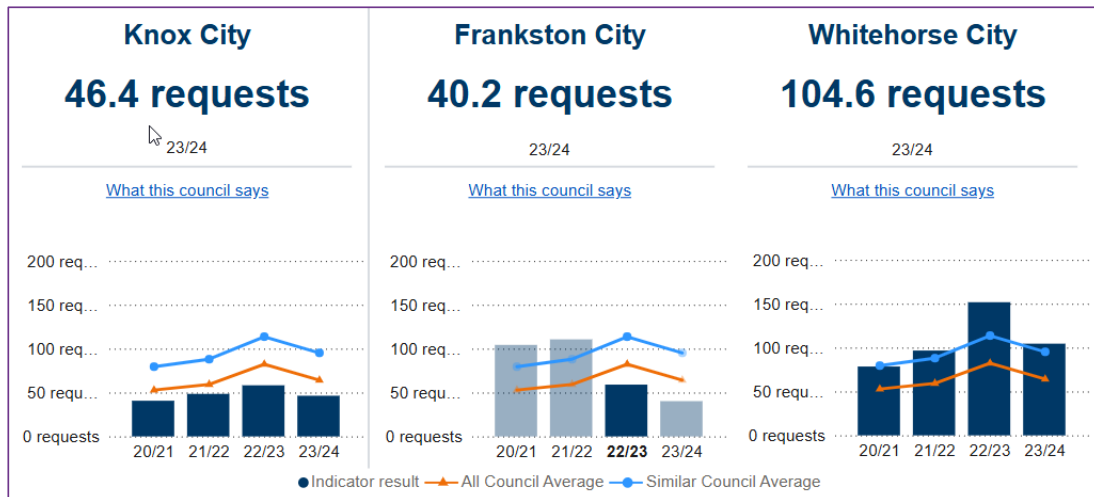 Knox City
46.4 requests
23/24
What this council says
200 req...
150 req...
100 req...
50 requ...
0 requests
20/21 21/22 22/23 23/24
Frankston City
40.2 requests
23/24
What this council says
200 req...
150 req...
100 req...
50 requ...
0 requests
20/21 21/22 22/23 23/24
Whitehorse City
104.6 requests
23/24
What this council says
200 req...
150 req...
100 req...
50 requ...
0 requests
20/21 21/22 22/23 23/24
Indicator result All Council Average Similar Council Average